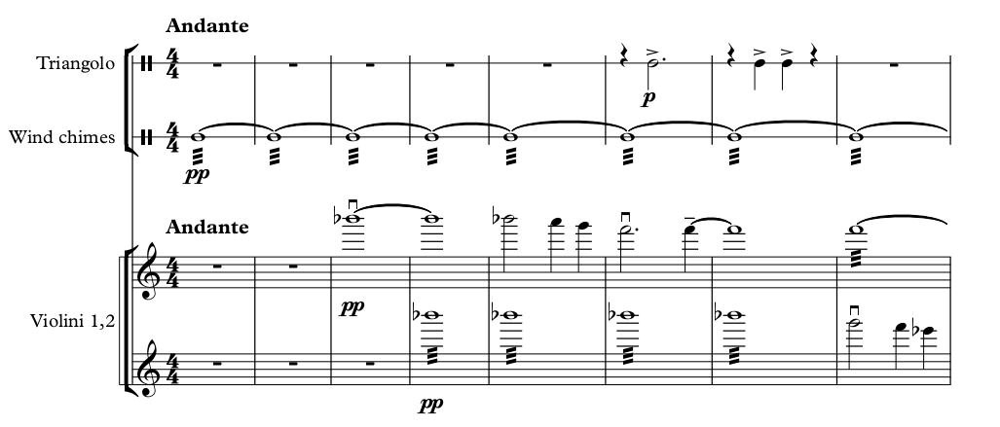 Andante
Triangolo
p
Wind chimes
pp
Andante
pp
Violini 1,2
pp